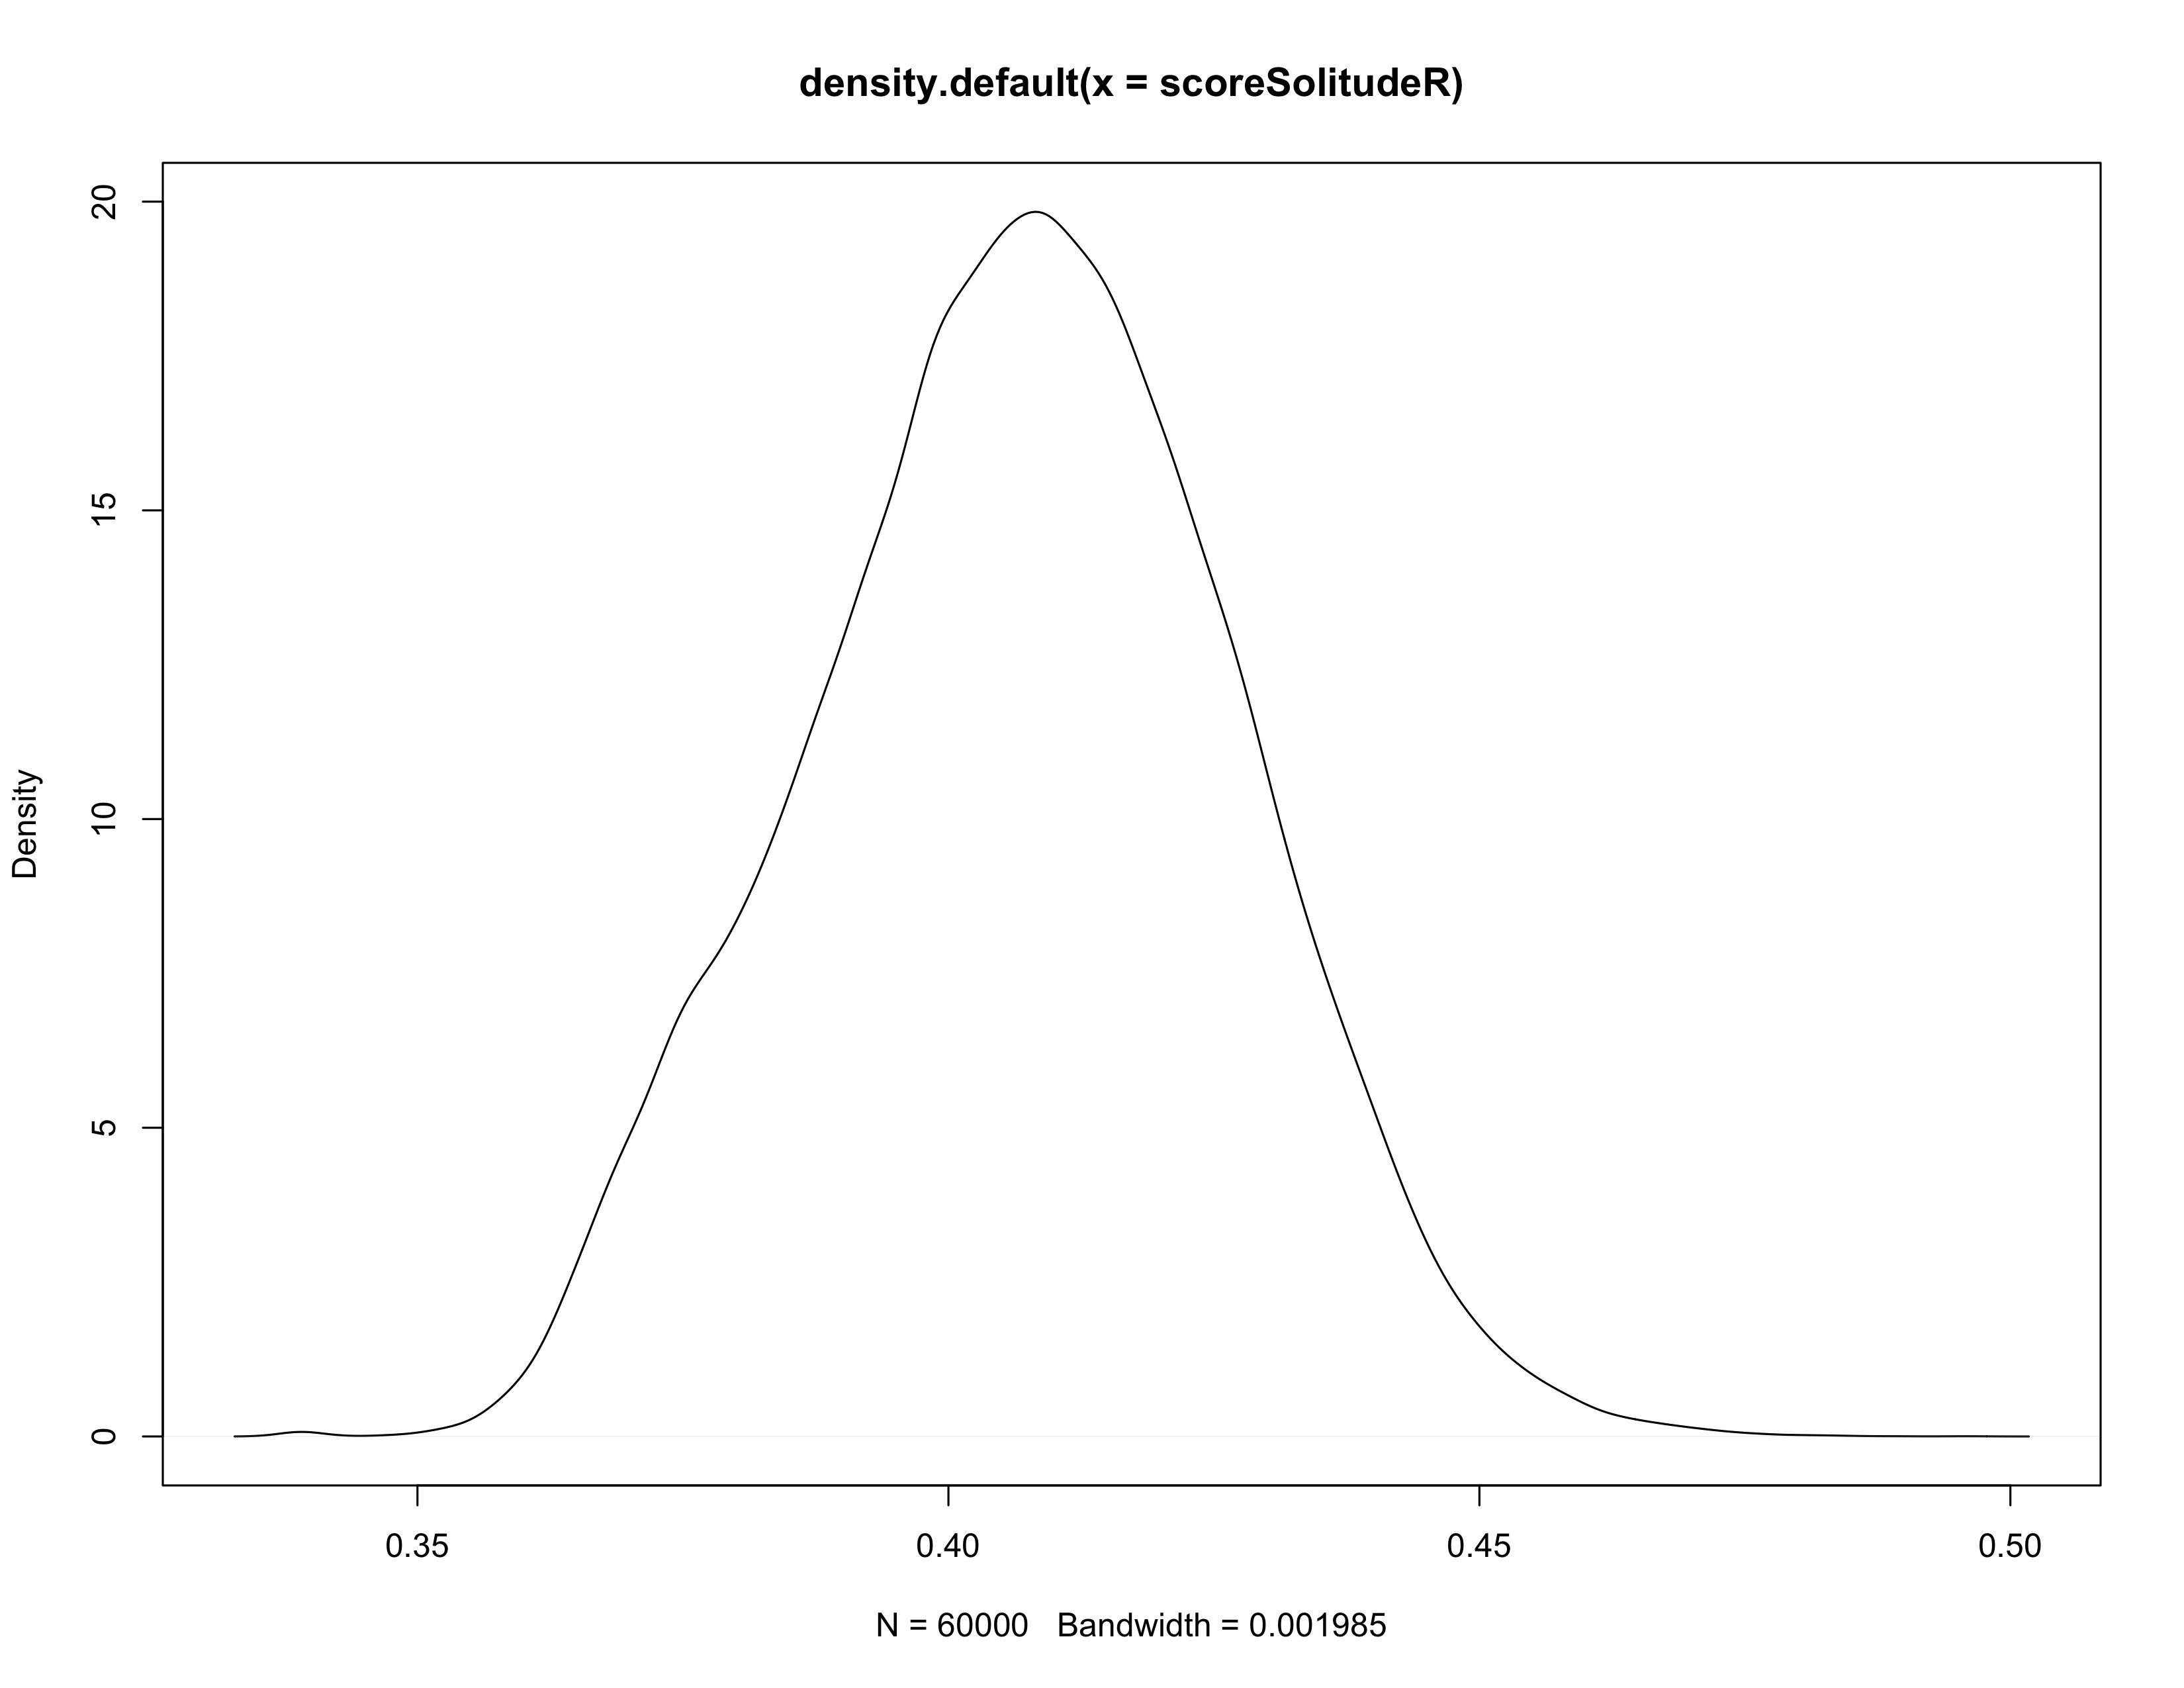 density.default(x = scoreSolitudeR)
Density
20
15
10
5
0
0.35 0.40 0.45 0.50
N = 60000 Bandwidth = 0.001985